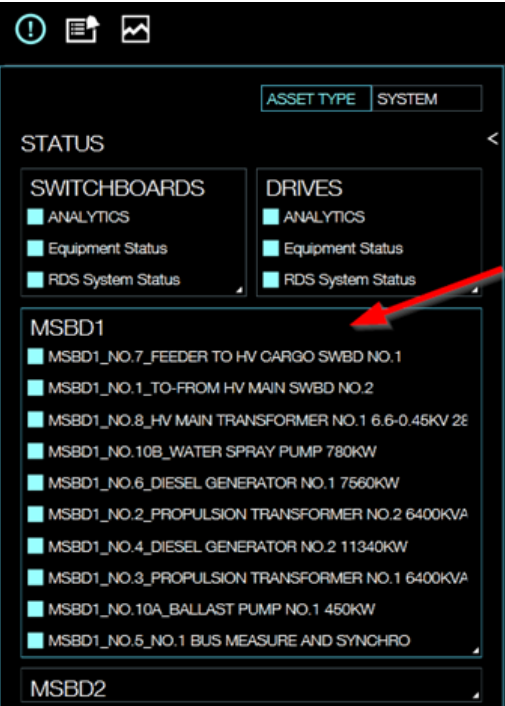 ASSET TYPE SYSTEM
STATUS <
SWITCHBOARDS
ANALYTICS
Equipment Status
RDS System Status
DRIVES
ANALYTICS
Equipment Status
RDS System Status
MSBD1
MSBD1_NO.7_FEEDER TO HV CARGO SWBD NO.1
MSBD1_NO.1_TO-FROM HV MAIN SWBD NO.2
MSBD1_NO.8_HV MAIN TRANSFORMER NO.1 6.6-0.45KV 28
MSBD1_NO.10B_WATER SPRAY PUMP 780KW
MSBD1_NO.6_DIESEL GENERATOR NO.1 7560KW
MSBD1_NO.2_PROPULSION TRANSFORMER NO.2 6400KVA
MSBD1_NO.4_DIESEL GENERATOR NO.2 11340KW
MSBD1_NO.3_PROPULSION TRANSFORMER NO.1 6400KVA
MSBD1_NO.10A_BALLAST PUMP NO.1 450KW
MSBD1_NO.5_NO.1 BUS MEASURE AND SYNCHRO
MSBD2